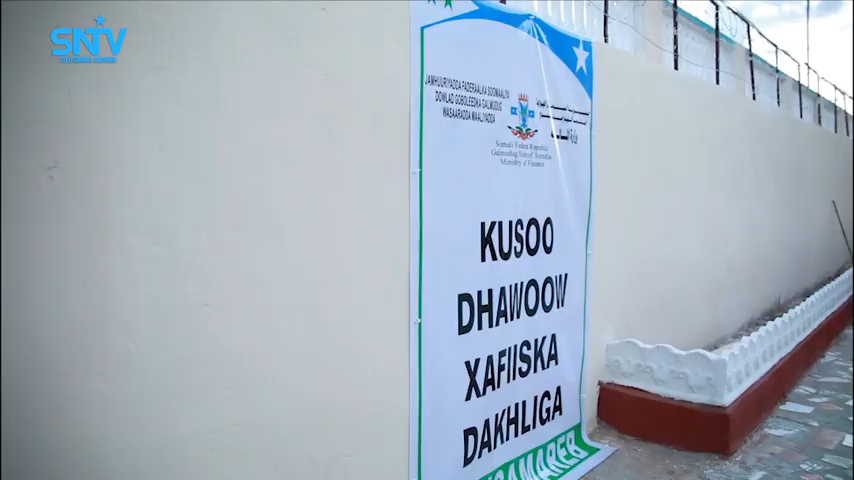 SNTV
JAMHUURIYADDA FADERAALKA SOOMAALIYA
DOWLAD GOBOLEEDKA GALMUDUG
WASAARADDA MAALIYADDA
Somali Federal Republic
Galmudug State of Somalia
Ministry of Finance
KUSOO
DHAWOOW
XAFIISKA
DAKHLIGA